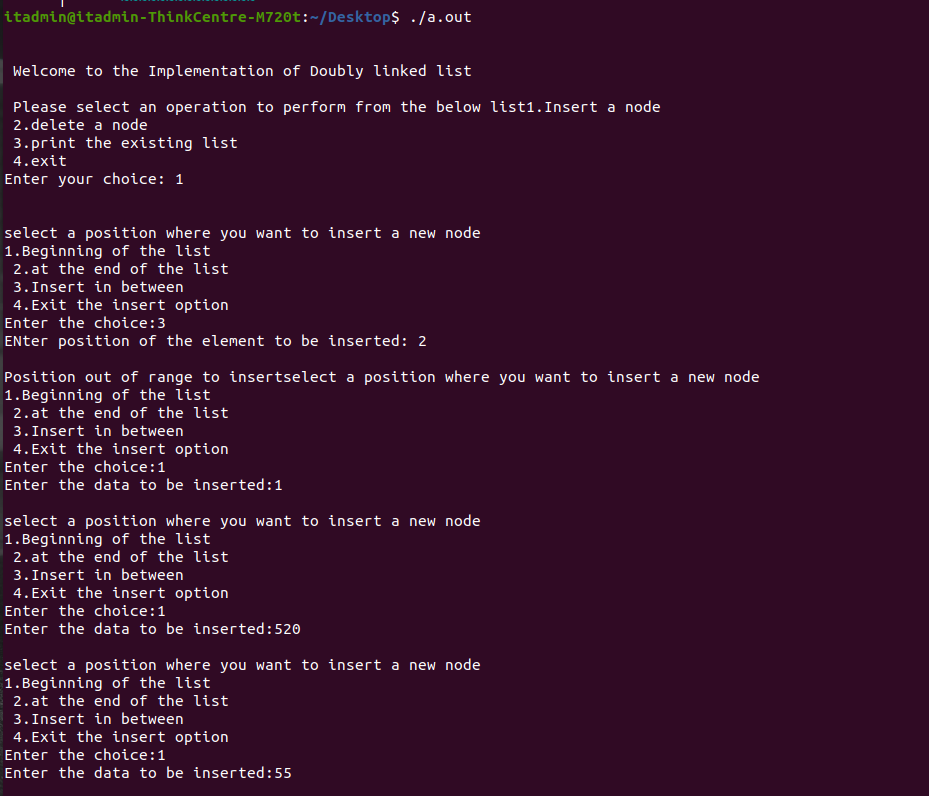 itadmin@itadmin-ThinkCentre-M720t:~/Desktop$ ./a.out
Welcome to the Implementation of Doubly linked list
Please select an operation to perform from the below list1.Insert a node
2.delete a node
3.print the existing list
4.exit
Enter your choice: 1
select a position where you want to insert a new node
1.Beginning of the list
2.at the end of the list
3.Insert in between
4.Exit the insert option
Enter the choice:3
ENter position of the element to be inserted: 2
Position out of range to insertselect a position where you want to insert a new node
1.Beginning of the list
2.at the end of the list
3.Insert in between
4.Exit the insert option
Enter the choice:1
Enter the data to be inserted:1
select a position where you want to insert a new node
1.Beginning of the list
2.at the end of the list
3.Insert in between
4.Exit the insert option
Enter the choice:1
Enter the data to be inserted:520
select a position where you want to insert a new node
1.Beginning of the list
2.at the end of the list
3.Insert in between
4.Exit the insert option
Enter the choice:1
Enter the data to be inserted:55